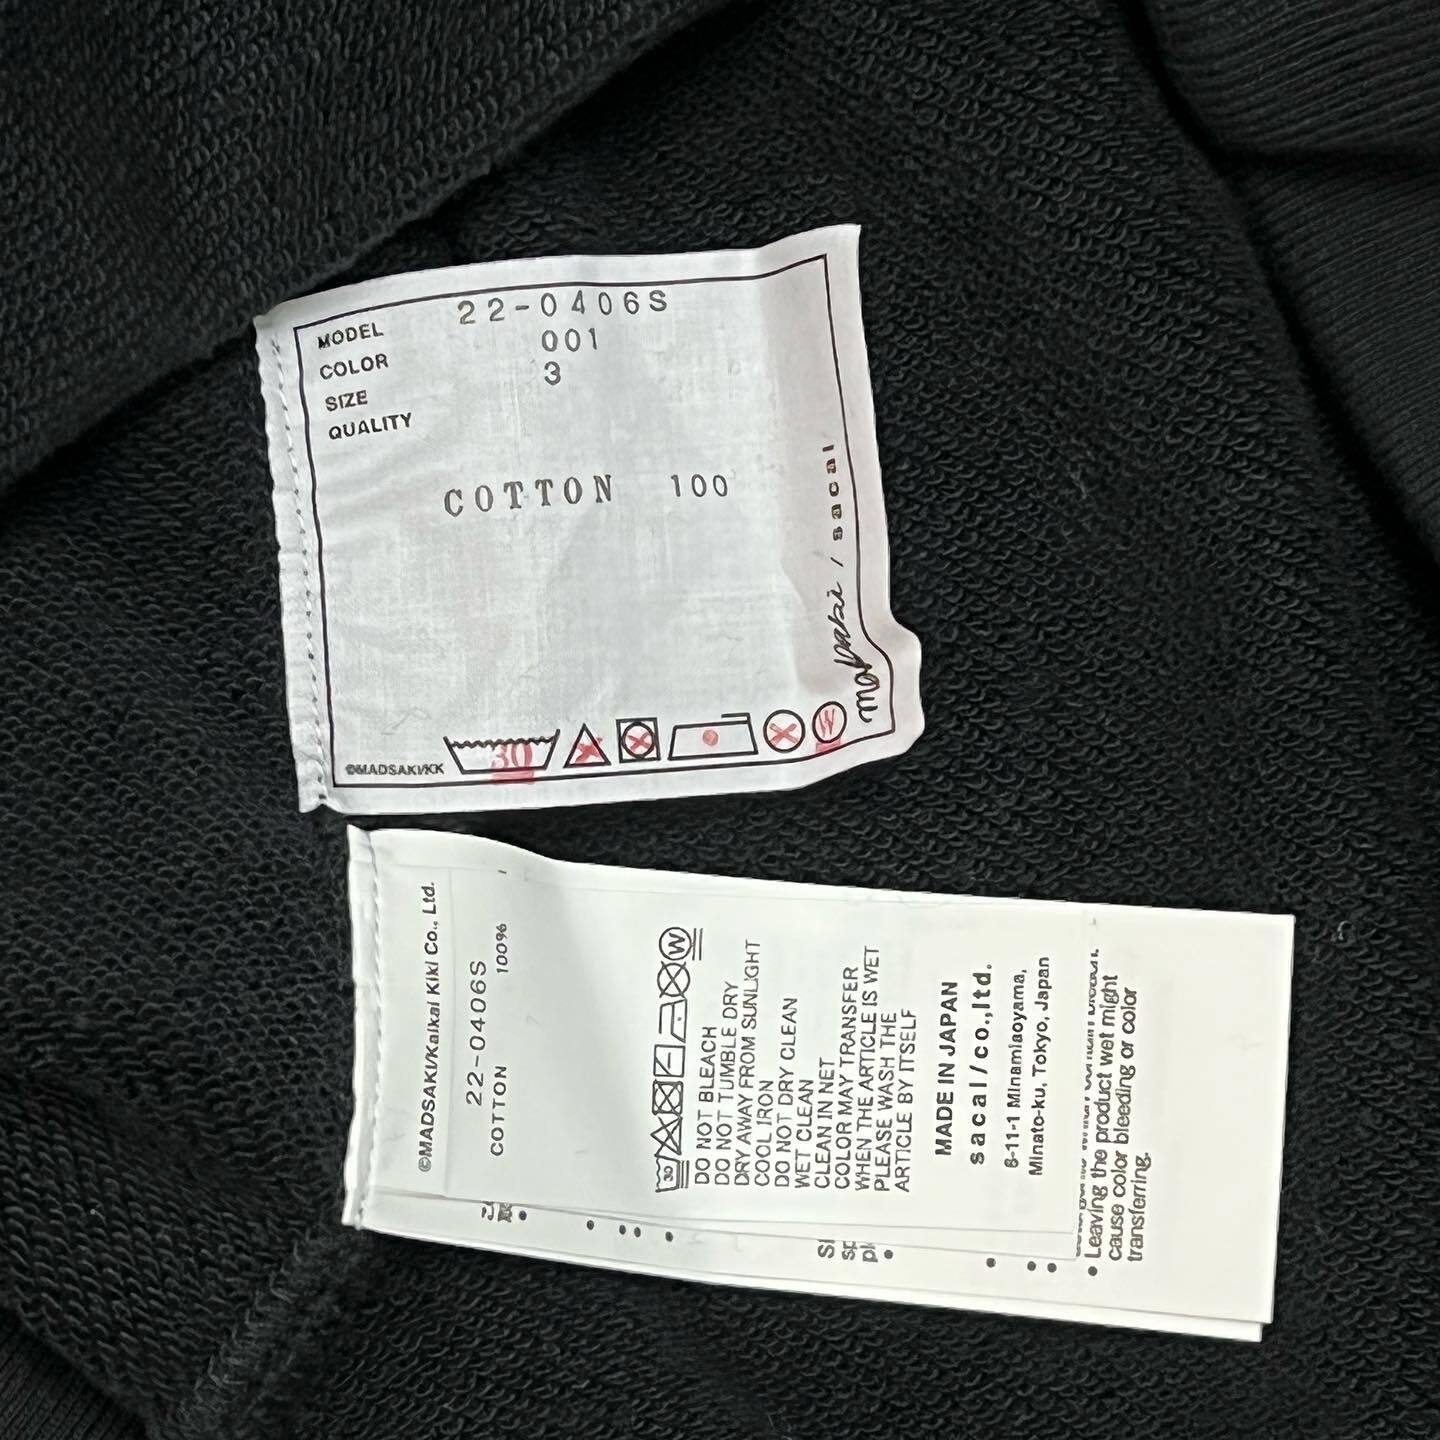 MODEL 22-0406S
COLOR 001
SIZE 3
QUALITY
COTTON 100
©MADSAKI/KK
30
W
madsaki / sacai
©MADSAKI/Kaikai Kiki Co., Ltd.
22-0406S
COTTON 100%
30
W
DO NOT BLEACH
DO NOT TUMBLE DRY
DRY AWAY FROM SUNLIGHT
COOL IRON
DO NOT DRY CLEAN
WET CLEAN
CLEAN IN NET
COLOR MAY TRANSFER
WHEN THE ARTICLE IS WET
PLEASE WASH THE
ARTICLE BY ITSELF
MADE IN JAPAN
sacai/co.,ltd.
6-11-1 Minamiaoyama,
Minato-ku, Tokyo, Japan
• Leaving the product wet might
cause color bleeding or color
transferring.